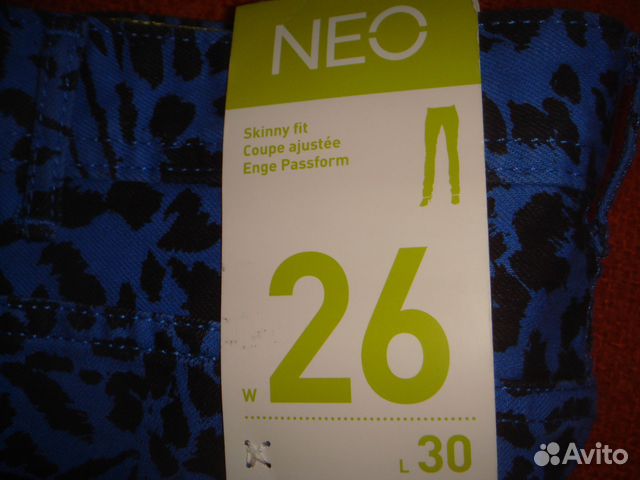 NEO
Skinny fit
Coupe ajustée
Enge Passform
W 26
L 30
Avito